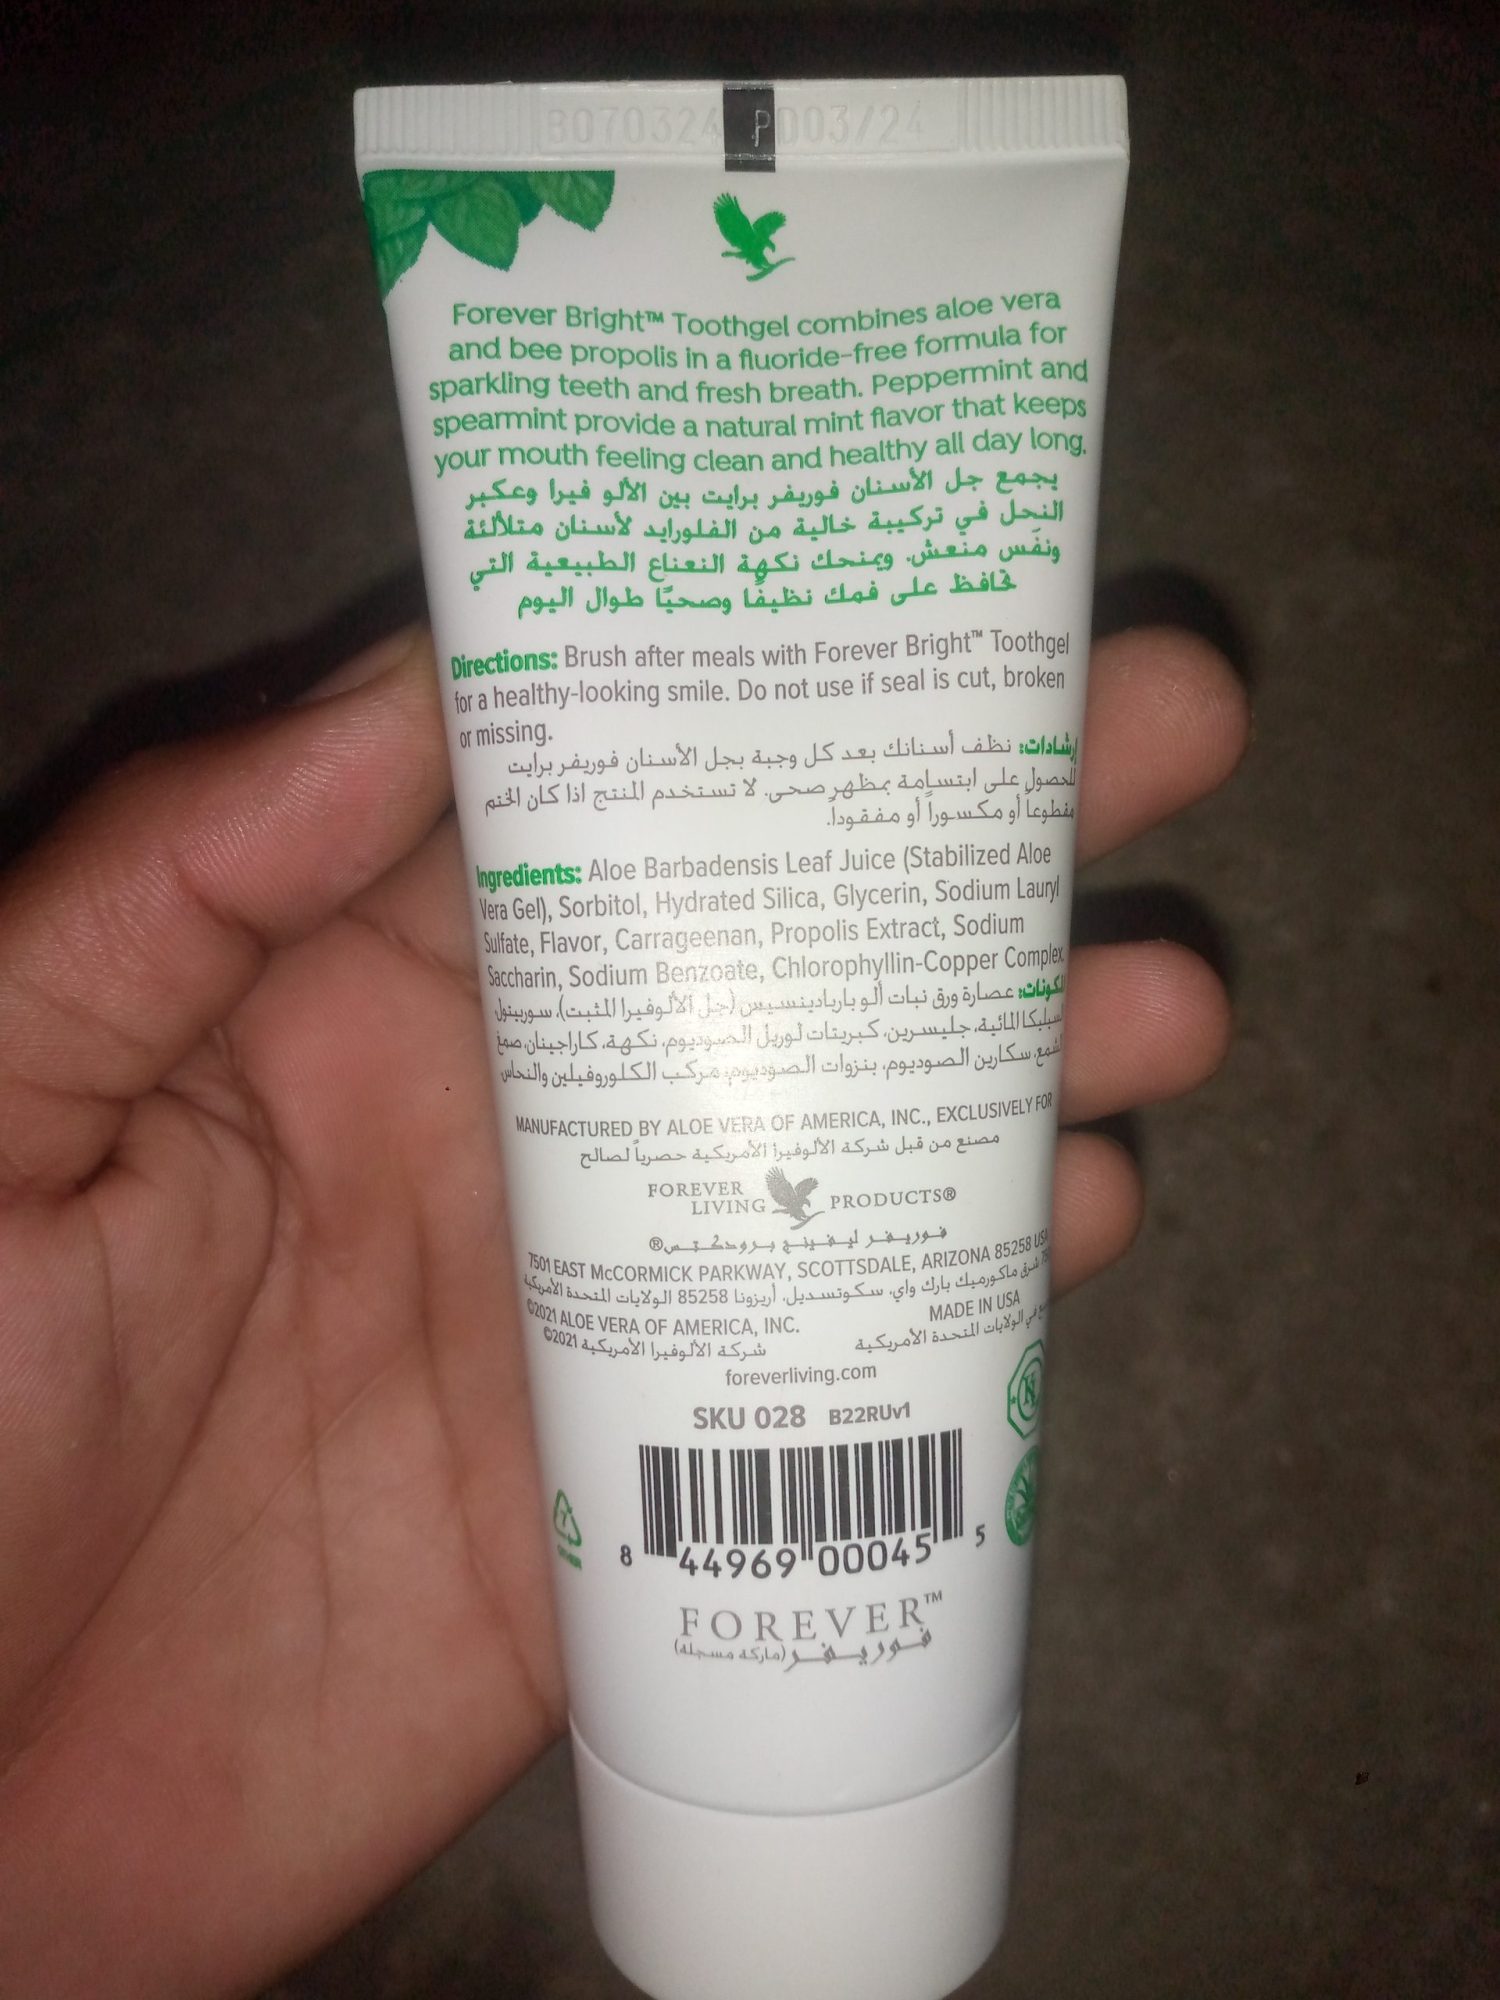 B070324 PD03/24
Forever Bright™ Toothgel combines aloe vera
and bee propolis in a fluoride-free formula for
sparkling teeth and fresh breath. Peppermint and
spearmint provide a natural mint flavor that keeps
your mouth feeling clean and healthy all day long.
يجمع جل الأسنان فوريفر برايت بين الألو فيرا وعكبر
النحل في تركيبة خالية من الفلورايد لأسنان متلألئة
ونفَس منعش. ويمنحك نكهة النعناع الطبيعية التي
تحافظ على فمك نظيفًا وصحيًا طوال اليوم
Directions: Brush after meals with Forever Bright™ Toothgel
for a healthy-looking smile. Do not use if seal is cut, broken
or missing.
إرشادات: نظف أسنانك بعد كل وجبة بجل الأسنان فوريفر برايت
للحصول على ابتسامة بمظهر صحى. لا تستخدم المنتج اذا كان الختم
مقطوعاً أو مكسوراً أو مفقوداً.
Ingredients: Aloe Barbadensis Leaf Juice (Stabilized Aloe
Vera Gel), Sorbitol, Hydrated Silica, Glycerin, Sodium Lauryl
Sulfate, Flavor, Carrageenan, Propolis Extract, Sodium
Saccharin, Sodium Benzoate, Chlorophyllin-Copper Complex.
المكونات: عصارة ورق نبات ألو باربادينسيس (جل الألوفيرا المثبت)، سوربيتول
السيليكا المائية، جليسرين، كبريتات لوريل الصوديوم، نكهة، كاراجينان، صمغ
الشمع، سكارين الصوديوم، بنزوات الصوديوم، مركب الكلوروفيلين والنحاس
MANUFACTURED BY ALOE VERA OF AMERICA, INC., EXCLUSIVELY FOR
مصنع من قبل شركة الألوفيرا الأمريكية حصرياً لصالح
FOREVER LIVING PRODUCTS®
فوريفر ليفينج برودكتس®
7501 EAST McCORMICK PARKWAY, SCOTTSDALE, ARIZONA 85258 USA
شرق ماكورميك بارك واي، سكوتسديل، أريزونا 85258 الولايات المتحدة الأمريكية
©2021 ALOE VERA OF AMERICA, INC. MADE IN USA
©2021 شركة الألوفيرا الأمريكية في الولايات المتحدة الأمريكية
foreverliving.com
SKU 028 B22RUv1
8 44969 00045 5
7
OTHER
K
FOREVER™
فوريفر (ماركة مسجلة)